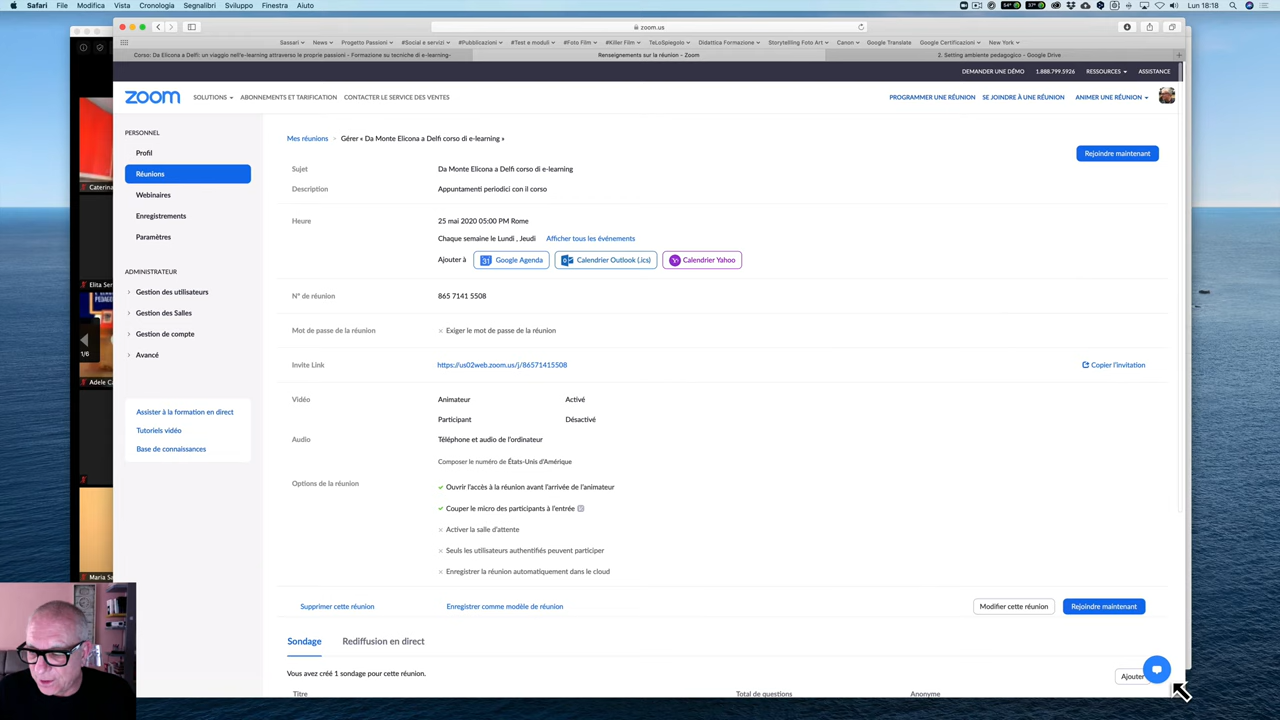 Safari File Modifica Vista Cronologia Segnalibri Sviluppo Finestra Aiuto
54° 37° Lun 18:18
zoom.us
Sassari News Progetto Passioni #Social e servizi #Pubblicazioni #Test e moduli #Foto Film #Killer Film TeLoSpiegolo Didattica Formazione Storytelling Foto Art Canon Google Translate Google Certificazioni New York
Corso: Da Elicona a Delfi: un viaggio nell'e-learning attraverso le proprie passioni - Formazione su tecniche di e-learning-
Renseignements sur la réunion - Zoom
2. Setting ambiente pedagogico - Google Drive
DEMANDER UNE DÉMO 1.888.799.5926 RESSOURCES ASSISTANCE
zoom SOLUTIONS ABONNEMENTS ET TARIFICATION CONTACTER LE SERVICE DES VENTES
PROGRAMMER UNE RÉUNION SE JOINDRE À UNE RÉUNION ANIMER UNE RÉUNION
PERSONNEL
Profil
Réunions
Webinaires
Enregistrements
Paramètres
ADMINISTRATEUR
Gestion des utilisateurs
Gestion des Salles
Gestion de compte
Avancé
Assister à la formation en direct
Tutoriels vidéo
Base de connaissances
Mes réunions > Gérer « Da Monte Elicona a Delfi corso di e-learning »
Rejoindre maintenant
Sujet Da Monte Elicona a Delfi corso di e-learning
Description Appuntamenti periodici con il corso
Heure 25 mai 2020 05:00 PM Rome
Chaque semaine le Lundi , Jeudi Afficher tous les événements
Ajouter à 31 Google Agenda Calendrier Outlook (.ics) Calendrier Yahoo
N° de réunion 865 7141 5508
Mot de passe de la réunion × Exiger le mot de passe de la réunion
Invite Link https://us02web.zoom.us/j/86571415508 Copier l'invitation
Vidéo Animateur Activé
Participant Désactivé
Audio Téléphone et audio de l'ordinateur
Composer le numéro de États-Unis d'Amérique
Options de la réunion ✓ Ouvrir l'accès à la réunion avant l'arrivée de l'animateur
✓ Couper le micro des participants à l'entrée
× Activer la salle d'attente
× Seuls les utilisateurs authentifiés peuvent participer
× Enregistrer la réunion automatiquement dans le cloud
Supprimer cette réunion Enregistrer comme modèle de réunion Modifier cette réunion Rejoindre maintenant
Sondage Rediffusion en direct
Vous avez créé 1 sondage pour cette réunion. Ajouter
Titre Total de questions Anonyme
Caterina
Elita Ser
1/6
Adele Ca
Maria Sa